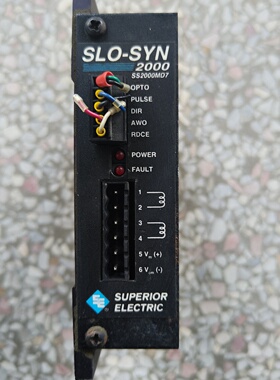 SLO-SYN
2000
SS2000MD7
OPTO
PULSE
DIR
AWO
RDCE
POWER
FAULT
1
2
3
4
5 V (+)
6 V (-)
SUPERIOR
ELECTRIC